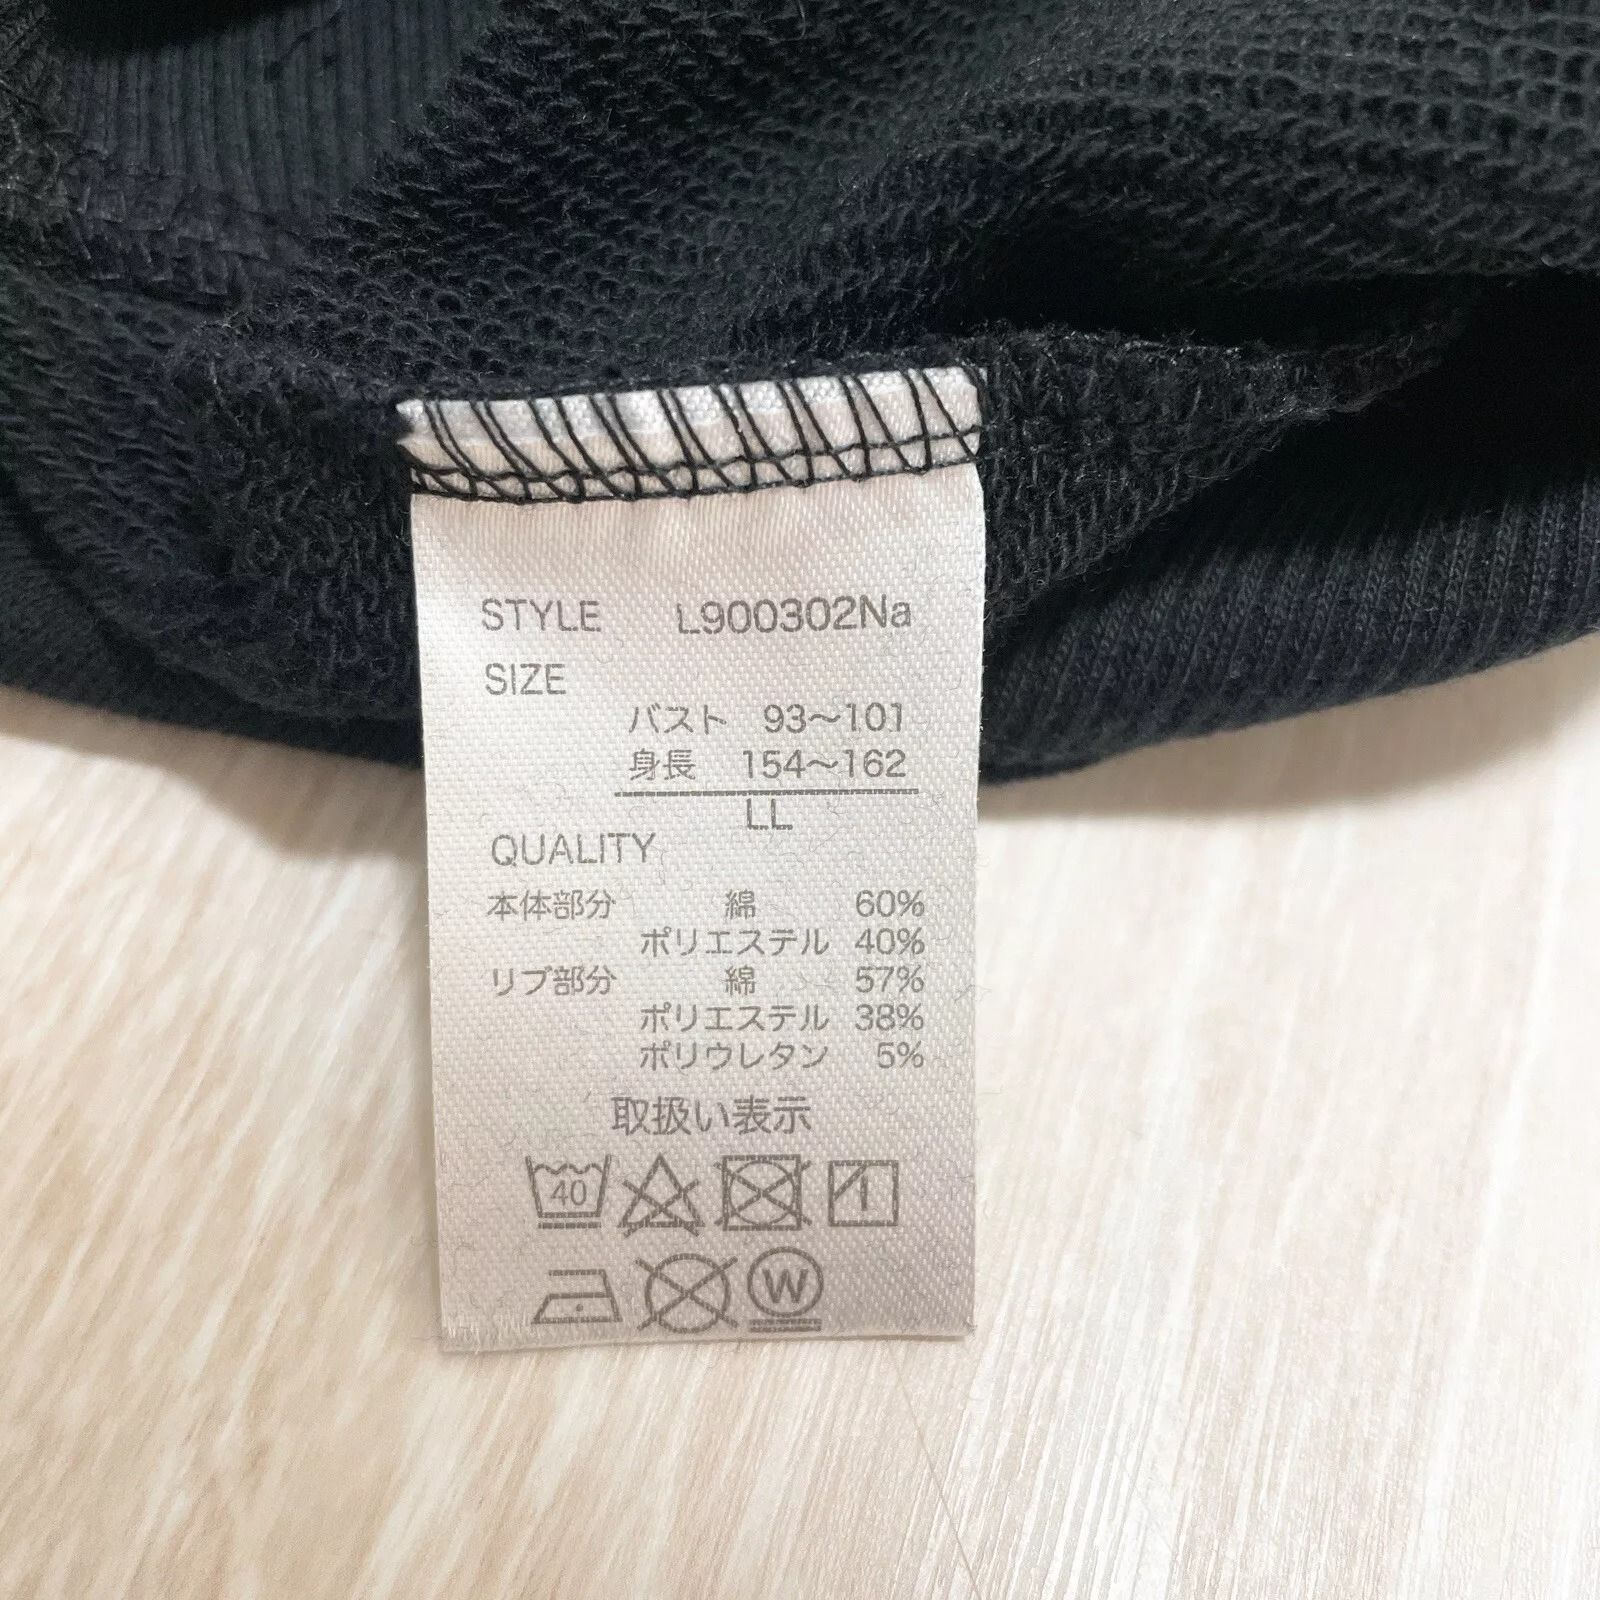 STYLE L900302Na
SIZE
バスト 93～101
身長 154～162
LL
QUALITY
本体部分 綿 60%
ポリエステル 40%
リブ部分 綿 57%
ポリエステル 38%
ポリウレタン 5%
取扱い表示
40
W